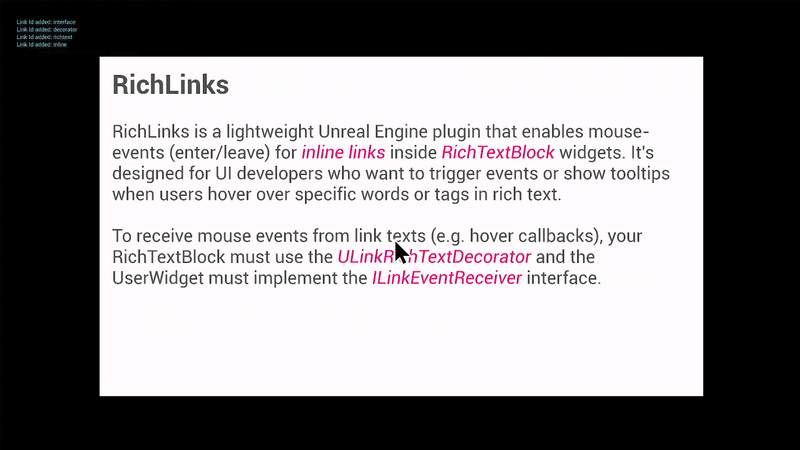 Link Id added: interface
Link Id added: decorator
Link Id added: richtext
Link Id added: inline
RichLinks
RichLinks is a lightweight Unreal Engine plugin that enables mouse-
events (enter/leave) for inline links inside RichTextBlock widgets. It's
designed for UI developers who want to trigger events or show tooltips
when users hover over specific words or tags in rich text.
To receive mouse events from link texts (e.g. hover callbacks), your
RichTextBlock must use the ULinkRichTextDecorator and the
UserWidget must implement the ILinkEventReceiver interface.